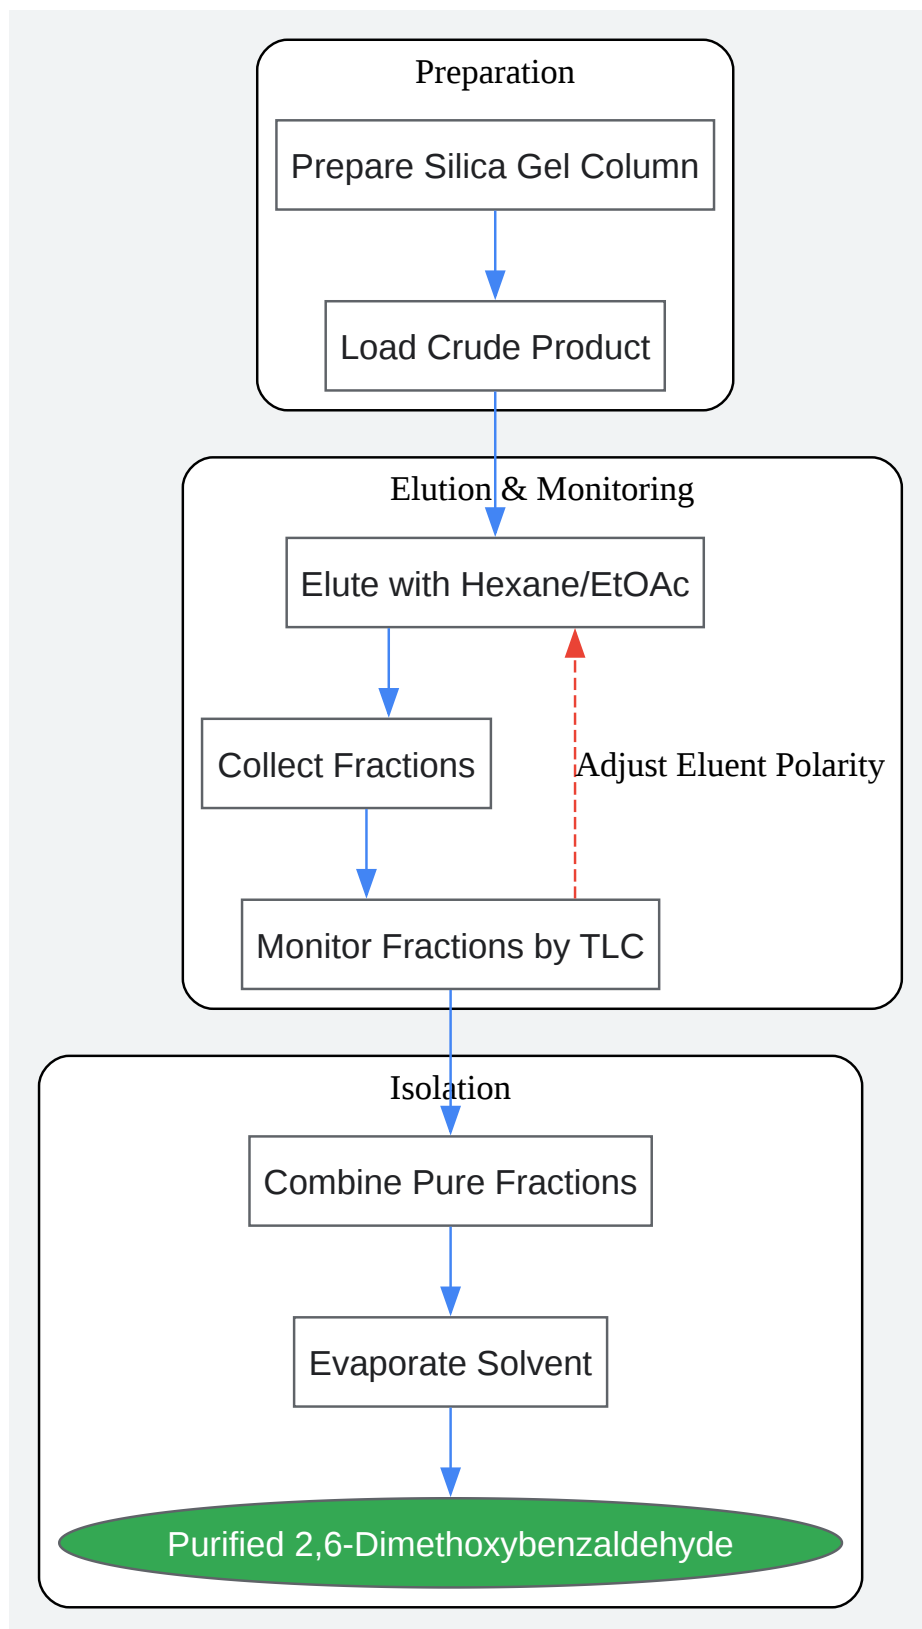 Preparation
Prepare Silica Gel Column
Load Crude Product
Elution & Monitoring
Elute with Hexane/EtOAc
Collect Fractions
Adjust Eluent Polarity
Monitor Fractions by TLC
Isolation
Combine Pure Fractions
Evaporate Solvent
Purified 2,6-Dimethoxybenzaldehyde